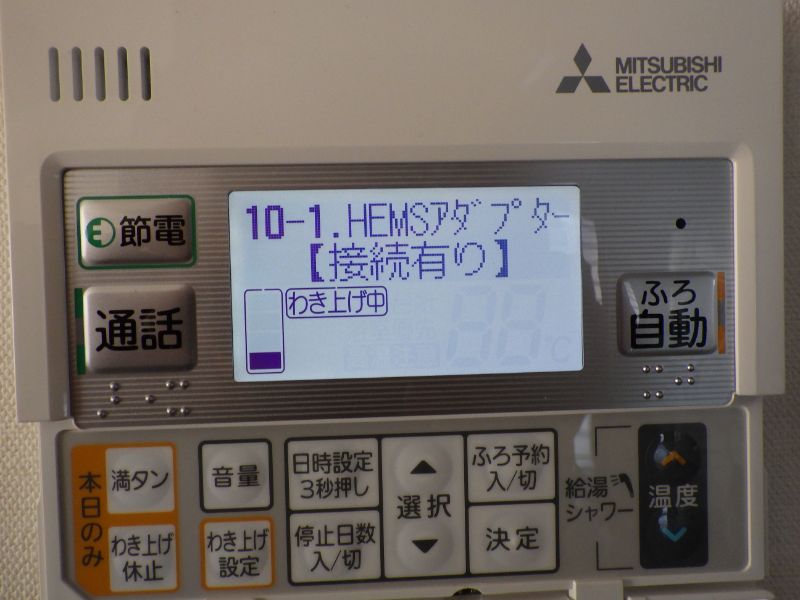 MITSUBISHI
ELECTRIC
節電
10-1.HEMSアダプター
【接続有り】
通話
わき上げ中
88
℃
ふろ
自動
本日のみ
満タン
わき上げ
休止
音量
わき上げ
設定
日時設定
3秒押し
停止日数
入/切
選択
ふろ予約
入/切
決定
給湯
シャワー
温度